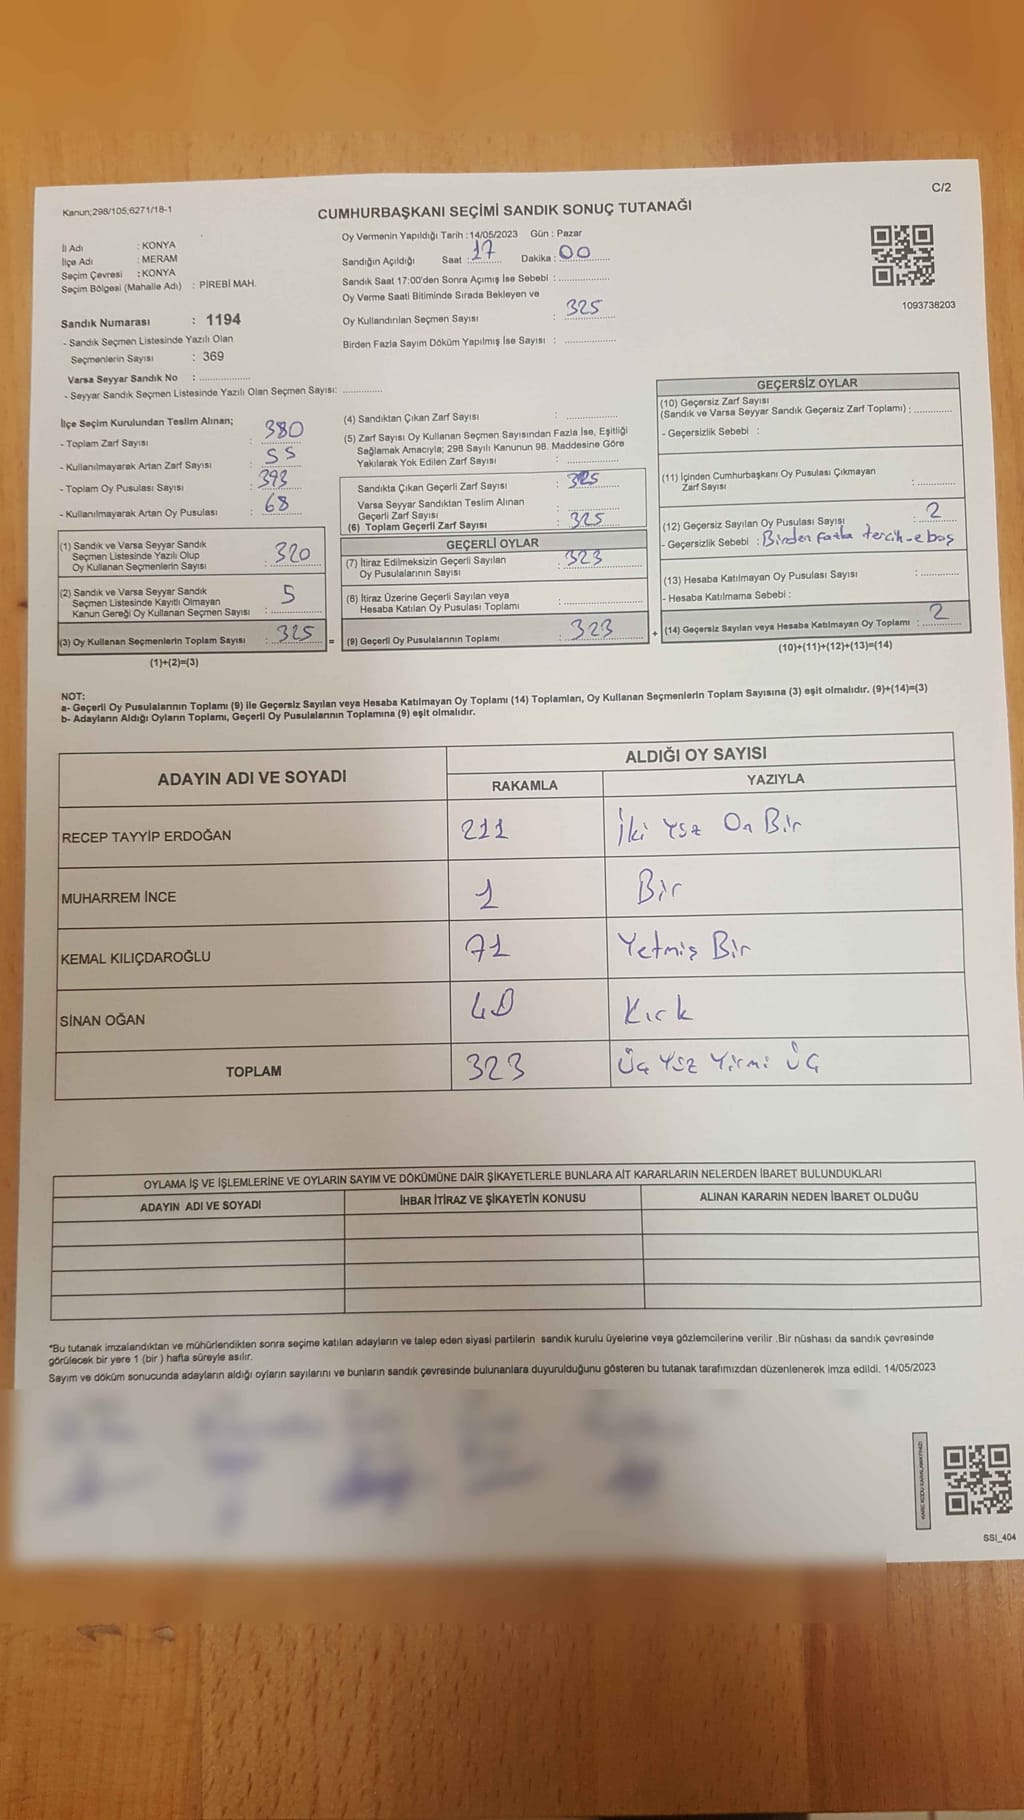 C/2
Kanun;298/105,6271/18-1
CUMHURBAŞKANI SEÇİMİ SANDIK SONUÇ TUTANAĞI
İl Adı : KONYA
İlçe Adı : MERAM
Seçim Çevresi : KONYA
Seçim Bölgesi (Mahalle Adı) : PİREBİ MAH.
Oy Vermenin Yapıldığı Tarih :14/05/2023 Gün : Pazar
Sandığın Açıldığı Saat : 17 Dakika : 00
Sandık Saat 17:00'den Sonra Açımış İse Sebebi :
Oy Verme Saati Bitiminde Sırada Bekleyen ve
Oy Kullandırılan Seçmen Sayısı : 325
Birden Fazla Sayım Döküm Yapılmış İse Sayısı :
1093738203
Sandık Numarası : 1194
- Sandık Seçmen Listesinde Yazılı Olan
Seçmenlerin Sayısı : 369
Varsa Seyyar Sandık No :
- Seyyar Sandık Seçmen Listesinde Yazılı Olan Seçmen Sayısı:
İlçe Seçim Kurulundan Teslim Alınan;
- Toplam Zarf Sayısı : 380
- Kullanılmayarak Artan Zarf Sayısı : 55
- Toplam Oy Pusulası Sayısı : 393
- Kullanılmayarak Artan Oy Pusulası : 68
(1) Sandık ve Varsa Seyyar Sandık
Seçmen Listesinde Yazılı Olup
Oy Kullanan Seçmenlerin Sayısı : 320
(2) Sandık ve Varsa Seyyar Sandık
Seçmen Listesinde Kayıtlı Olmayan
Kanun Gereği Oy Kullanan Seçmen Sayısı : 5
(3) Oy Kullanan Seçmenlerin Toplam Sayısı : 325
(1)+(2)=(3)
=
(4) Sandıktan Çıkan Zarf Sayısı :
(5) Zarf Sayısı Oy Kullanan Seçmen Sayısından Fazla İse, Eşitliği
Sağlamak Amacıyla; 298 Sayılı Kanunun 98. Maddesine Göre
Yakılarak Yok Edilen Zarf Sayısı :
Sandıkta Çıkan Geçerli Zarf Sayısı : 325
Varsa Seyyar Sandıktan Teslim Alınan
Geçerli Zarf Sayısı :
(6) Toplam Geçerli Zarf Sayısı : 325
GEÇERLİ OYLAR
(7) İtiraz Edilmeksizin Geçerli Sayılan
Oy Pusulalarının Sayısı : 323
(8) İtiraz Üzerine Geçerli Sayılan veya
Hesaba Katılan Oy Pusulası Toplamı :
(9) Geçerli Oy Pusulalarının Toplamı : 323
+
GEÇERSİZ OYLAR
(10) Geçersiz Zarf Sayısı
(Sandık ve Varsa Seyyar Sandık Geçersiz Zarf Toplamı) :
- Geçersizlik Sebebi :
(11) İçinden Cumhurbaşkanı Oy Pusulası Çıkmayan
Zarf Sayısı :
(12) Geçersiz Sayılan Oy Pusulası Sayısı : 2
- Geçersizlik Sebebi : Birden fazla tercih-e boş
(13) Hesaba Katılmayan Oy Pusulası Sayısı :
- Hesaba Katılmama Sebebi :
(14) Geçersiz Sayılan veya Hesaba Katılmayan Oy Toplamı : 2
(10)+(11)+(12)+(13)=(14)
NOT:
a- Geçerli Oy Pusulalarının Toplamı (9) ile Geçersiz Sayılan veya Hesaba Katılmayan Oy Toplamı (14) Toplamları, Oy Kullanan Seçmenlerin Toplam Sayısına (3) eşit olmalıdır. (9)+(14)=(3)
b- Adayların Aldığı Oyların Toplamı, Geçerli Oy Pusulalarının Toplamına (9) eşit olmalıdır.
ADAYIN ADI VE SOYADI
ALDIĞI OY SAYISI
RAKAMLA YAZIYLA
RECEP TAYYİP ERDOĞAN 211 İki Yüz On Bir
MUHARREM İNCE 1 Bir
KEMAL KILIÇDAROĞLU 71 Yetmiş Bir
SİNAN OĞAN 40 Kırk
TOPLAM 323 Üç Yüz Yirmi Üç
OYLAMA İŞ VE İŞLEMLERİNE VE OYLARIN SAYIM VE DÖKÜMÜNE DAİR ŞİKAYETLERLE BUNLARA AİT KARARLARIN NELERDEN İBARET BULUNDUKLARI
ADAYIN ADI VE SOYADI İHBAR İTİRAZ VE ŞİKAYETİN KONUSU ALINAN KARARIN NEDEN İBARET OLDUĞU
*Bu tutanak imzalandıktan ve mühürlendikten sonra seçime katılan adayların ve talep eden siyasi partilerin sandık kurulu üyelerine veya gözlemcilerine verilir .Bir nüshası da sandık çevresinde
görülecek bir yere 1 (bir ) hafta süreyle asılır.
Sayım ve döküm sonucunda adayların aldığı oyların sayılarını ve bunların sandık çevresinde bulunanlara duyurulduğunu gösteren bu tutanak tarafımızdan düzenlenerek imza edildi. 14/05/2023
SSI_404